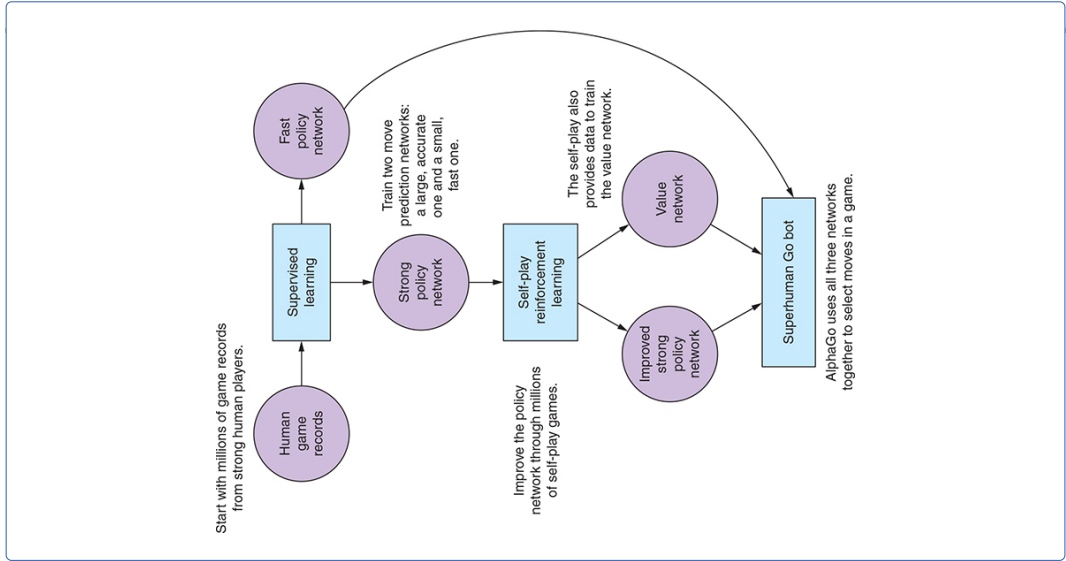 Start with millions of game records
from strong human players.
Human
game
records
Supervised
learning
Fast
policy
network
Train two move
prediction networks:
a large, accurate
one and a small,
fast one.
Strong
policy
network
Improve the policy
network through millions
of self-play games.
Self-play
reinforcement
learning
The self-play also
provides data to train
the value network.
Improved
strong
policy
network
Value
network
Superhuman Go bot
AlphaGo uses all three networks
together to select moves in a game.